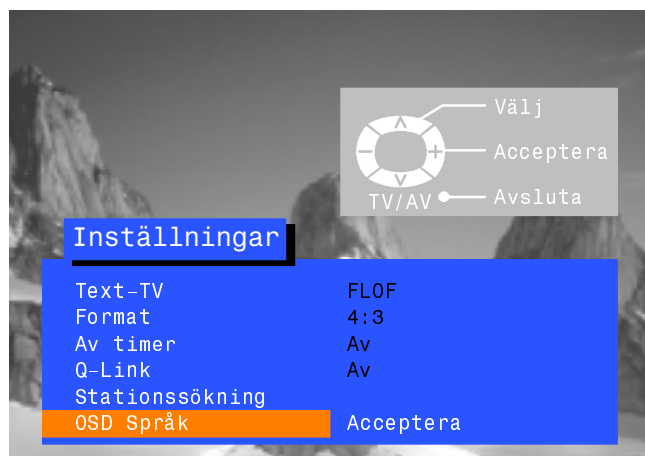 Välj
Acceptera
TV/AV Avsluta
Inställningar
Text-TV FLOF
Format 4:3
Av timer Av
Q-Link Av
Stationssökning
OSD Språk Acceptera